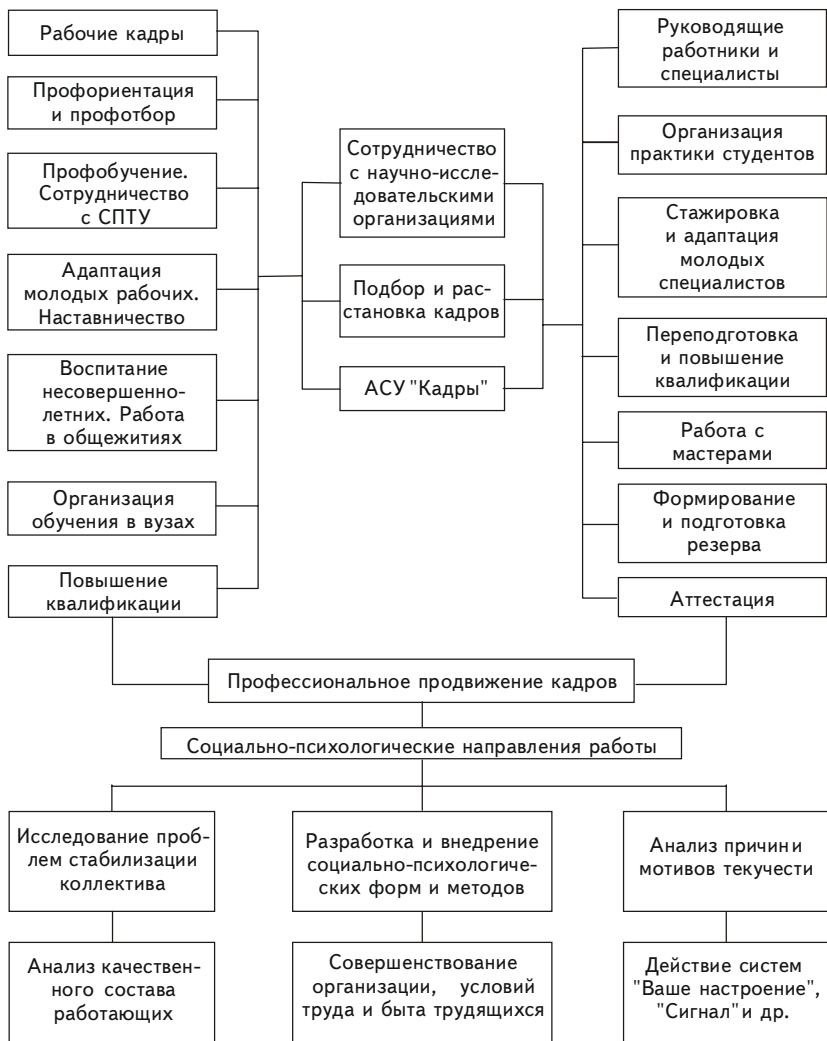 Рабочие кадры
Профориентация
и профотбор
Профобучение.
Сотрудничество
с СПТУ
Адаптация
молодых рабочих.
Наставничество
Воспитание
несовершенно-
летних. Работа
в общежитиях
Организация
обучения в вузах
Повышение
квалификации
Сотрудничество
с научно-иссле-
довательскими
организациями
Подбор и рас-
становка кадров
АСУ "Кадры"
Руководящие
работники и
специалисты
Организация
практики студентов
Стажировка
и адаптация
молодых
специалистов
Переподготовка
и повышение
квалификации
Работа с
мастерами
Формирование
и подготовка
резерва
Аттестация
Профессиональное продвижение кадров
Социально-психологические направления работы
Исследование проб-
лем стабилизации
коллектива
Разработка и внедрение
социально-психологиче-
ских форм и методов
Анализ причин и
мотивов текучести
Анализ качествен-
ного состава
работающих
Совершенствование
организации, условий
труда и быта трудящихся
Действие систем
"Ваше настроение",
"Сигнал" и др.